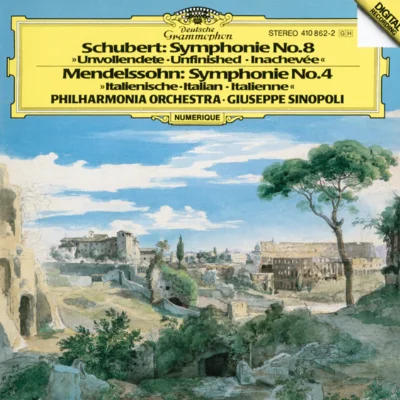 Deutsche
Grammophon
STEREO 410 862-2 GH
DIGITAL
RECORDING
Schubert: Symphonie No.8
»Unvollendete · Unfinished · Inachevée«
Mendelssohn: Symphonie No.4
»Italienische · Italian · Italienne«
PHILHARMONIA ORCHESTRA · GIUSEPPE SINOPOLI
NUMERIQUE